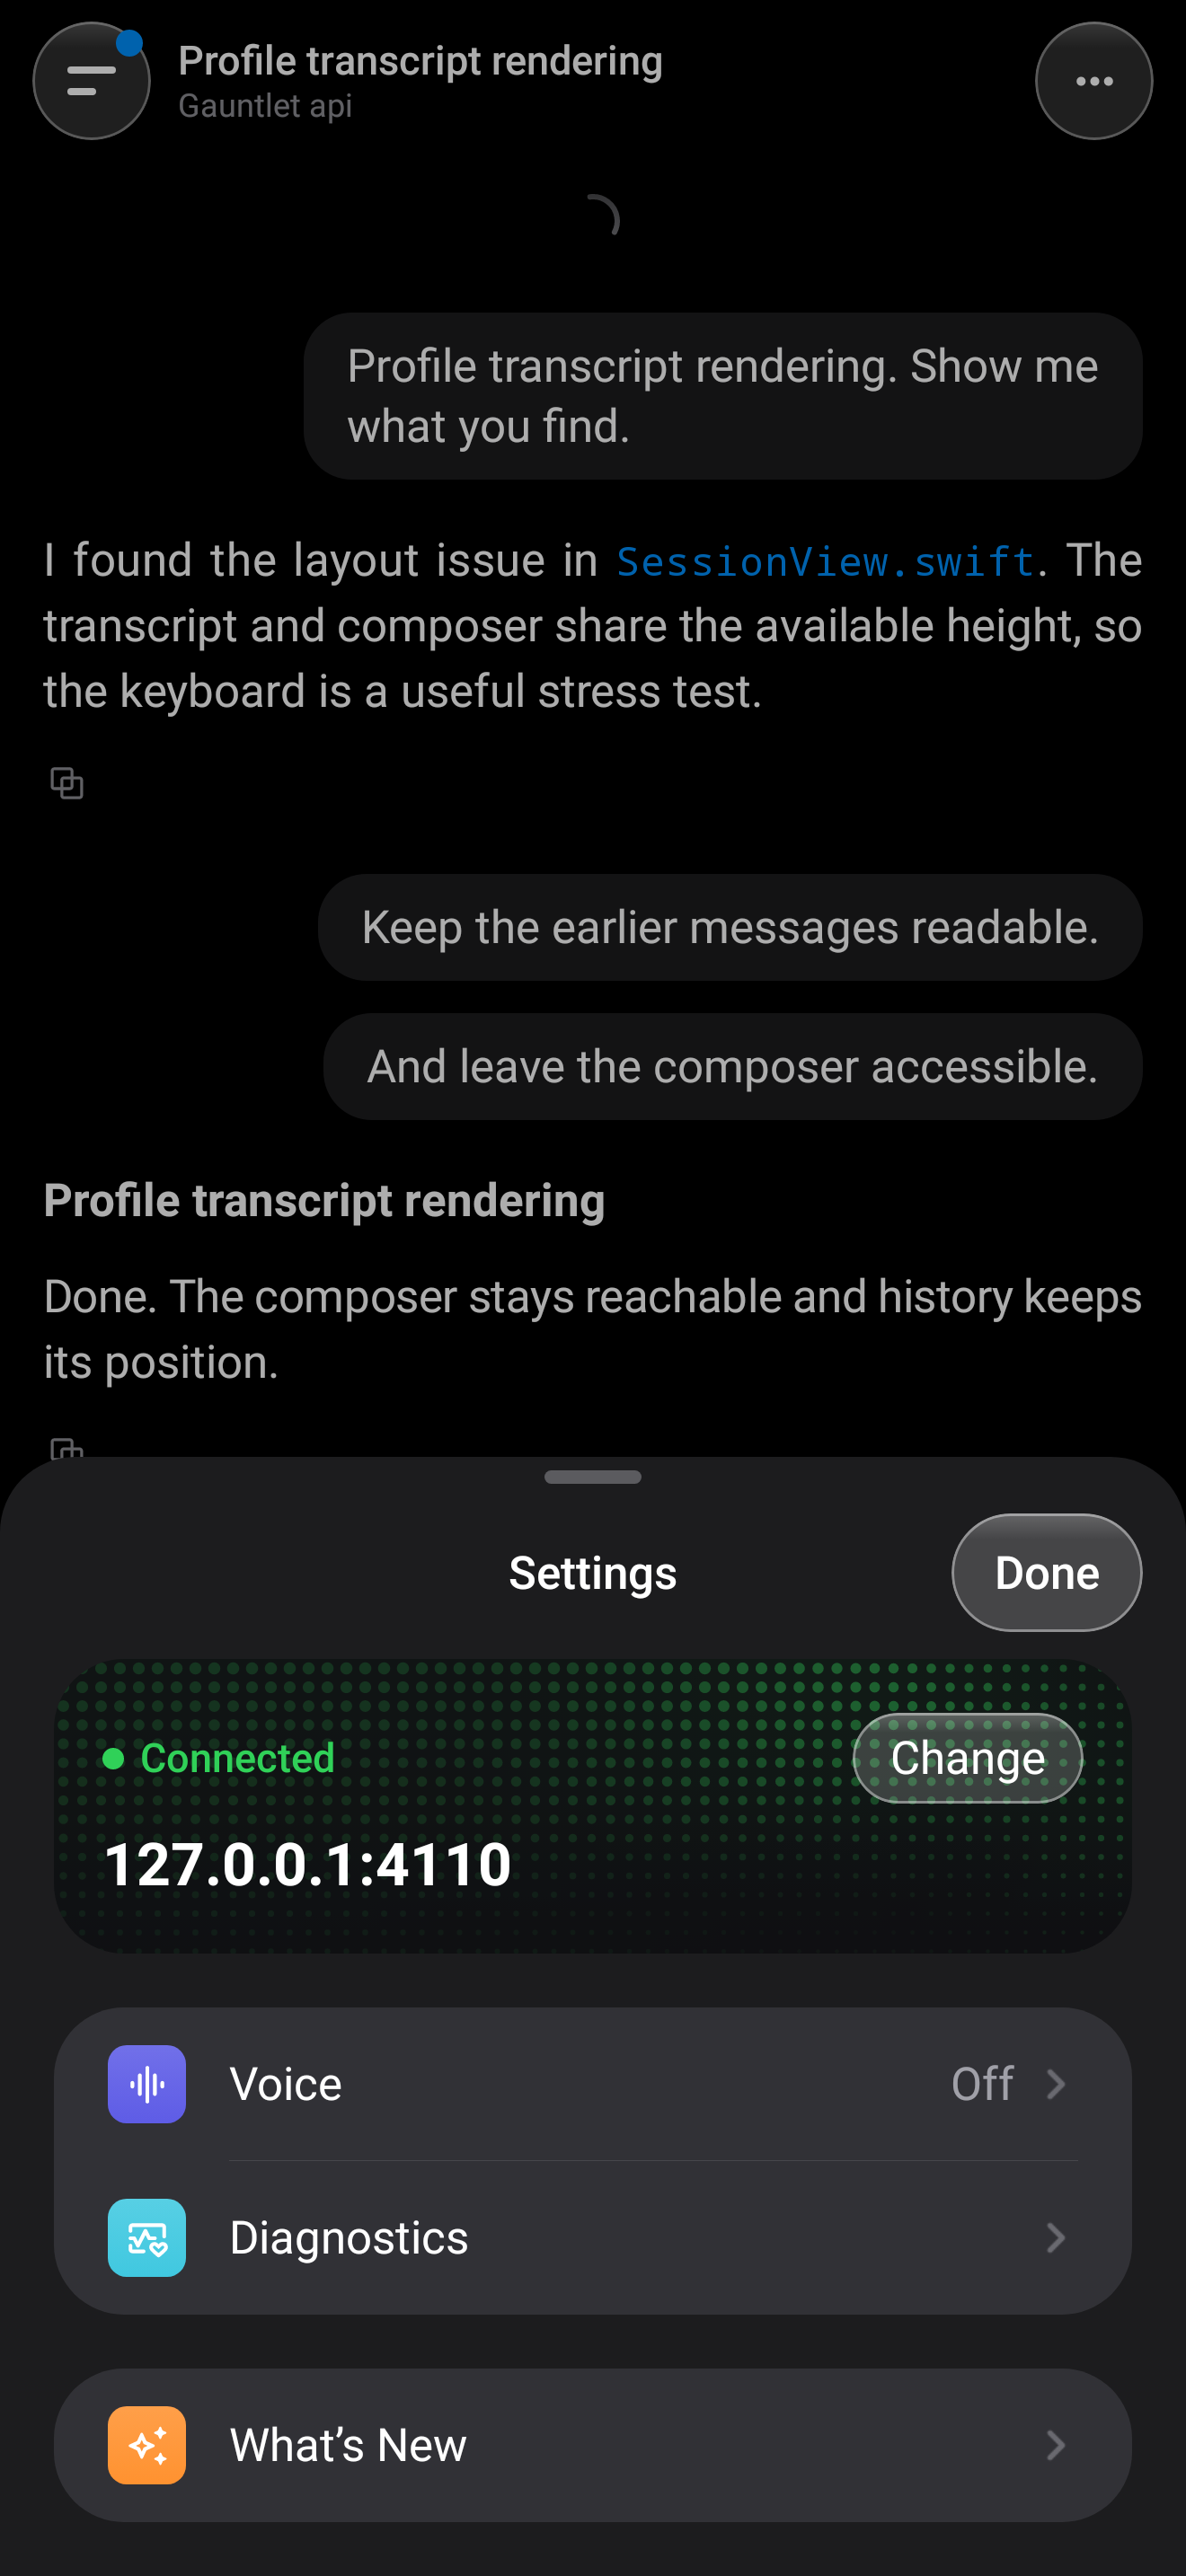 Profile transcript rendering
Gauntlet api
Profile transcript rendering. Show me
what you find.
I found the layout issue in SessionView.swift. The
transcript and composer share the available height, so
the keyboard is a useful stress test.
Keep the earlier messages readable.
And leave the composer accessible.
Profile transcript rendering
Done. The composer stays reachable and history keeps
its position.
Settings
Done
Connected
Change
127.0.0.1:4110
Voice
Off
Diagnostics
What’s New